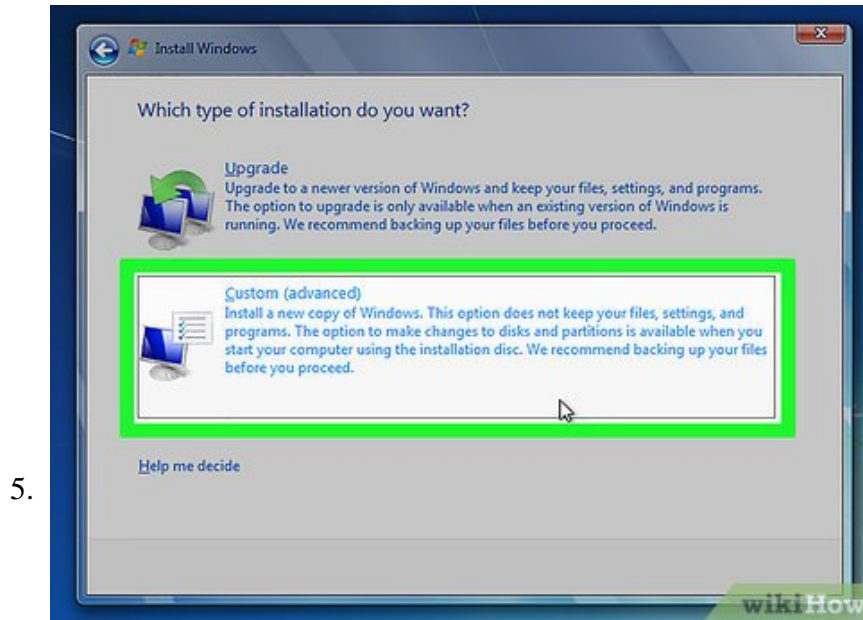 Install Windows
Which type of installation do you want?
Upgrade
Upgrade to a newer version of Windows and keep your files, settings, and programs.
The option to upgrade is only available when an existing version of Windows is
running. We recommend backing up your files before you proceed.
Custom (advanced)
Install a new copy of Windows. This option does not keep your files, settings, and
programs. The option to make changes to disks and partitions is available when you
start your computer using the installation disc. We recommend backing up your files
before you proceed.
Help me decide
5.
wikiHow